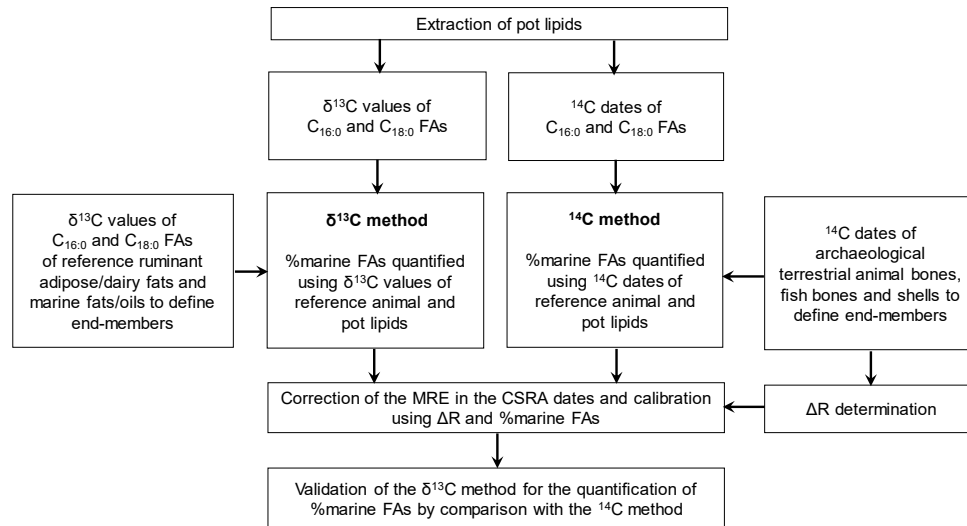 Extraction of pot lipids
δ¹³C values of
C₁₆:₀ and C₁₈:₀ FAs
¹⁴C dates of
C₁₆:₀ and C₁₈:₀ FAs
δ¹³C values of
C₁₆:₀ and C₁₈:₀ FAs
of reference ruminant
adipose/dairy fats and
marine fats/oils to define
end-members
δ¹³C method
%marine FAs quantified
using δ¹³C values of
reference animal and
pot lipids
¹⁴C method
%marine FAs quantified
using ¹⁴C dates of
reference animal and
pot lipids
¹⁴C dates of
archaeological
terrestrial animal bones,
fish bones and shells to
define end-members
Correction of the MRE in the CSRA dates and calibration
using ΔR and %marine FAs
ΔR determination
Validation of the δ¹³C method for the quantification of
%marine FAs by comparison with the ¹⁴C method